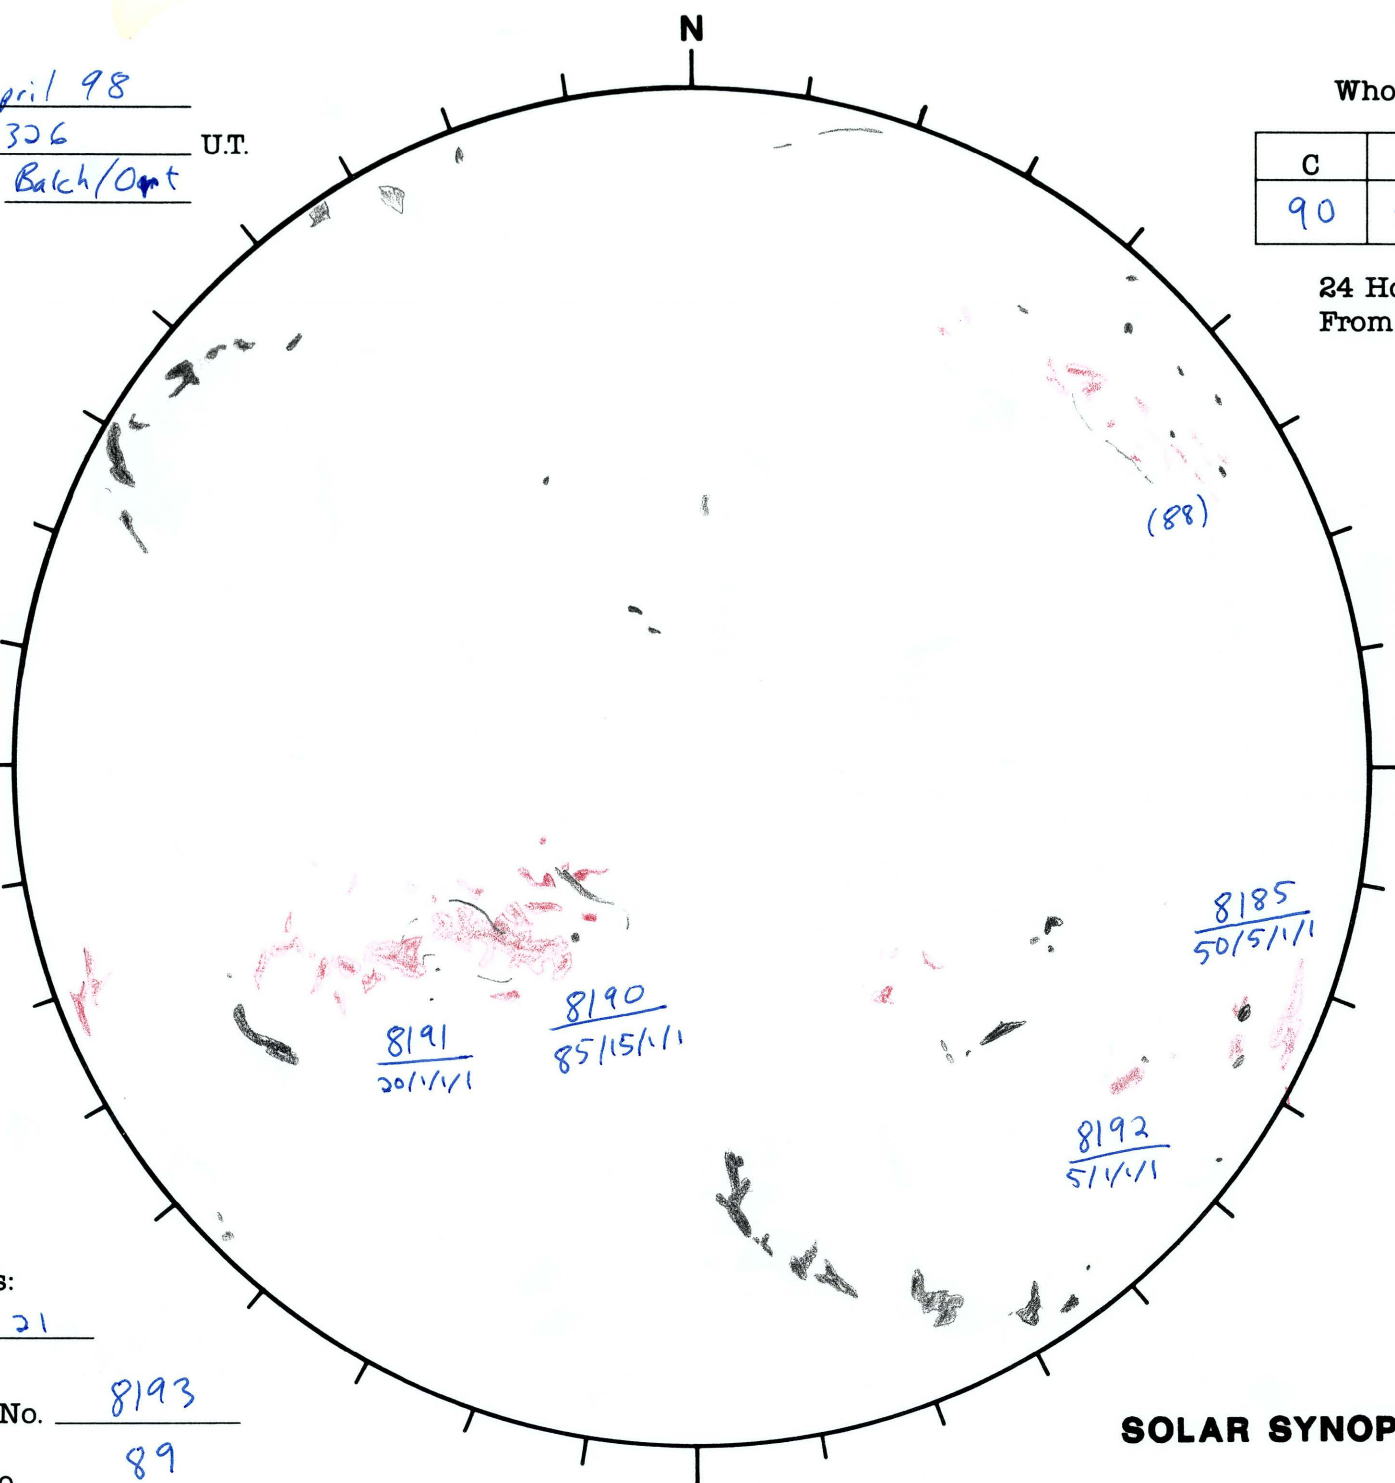 N
pril 98
326 U.T.
Balch/
Who
C
90
24 Ho
From
(88)
8185
50/5/1/1
8190
85/15/1/1
8191
20/1/1/1
8192
5/1/1/1
s:
21
No. 8193
89
SOLAR SYNOP